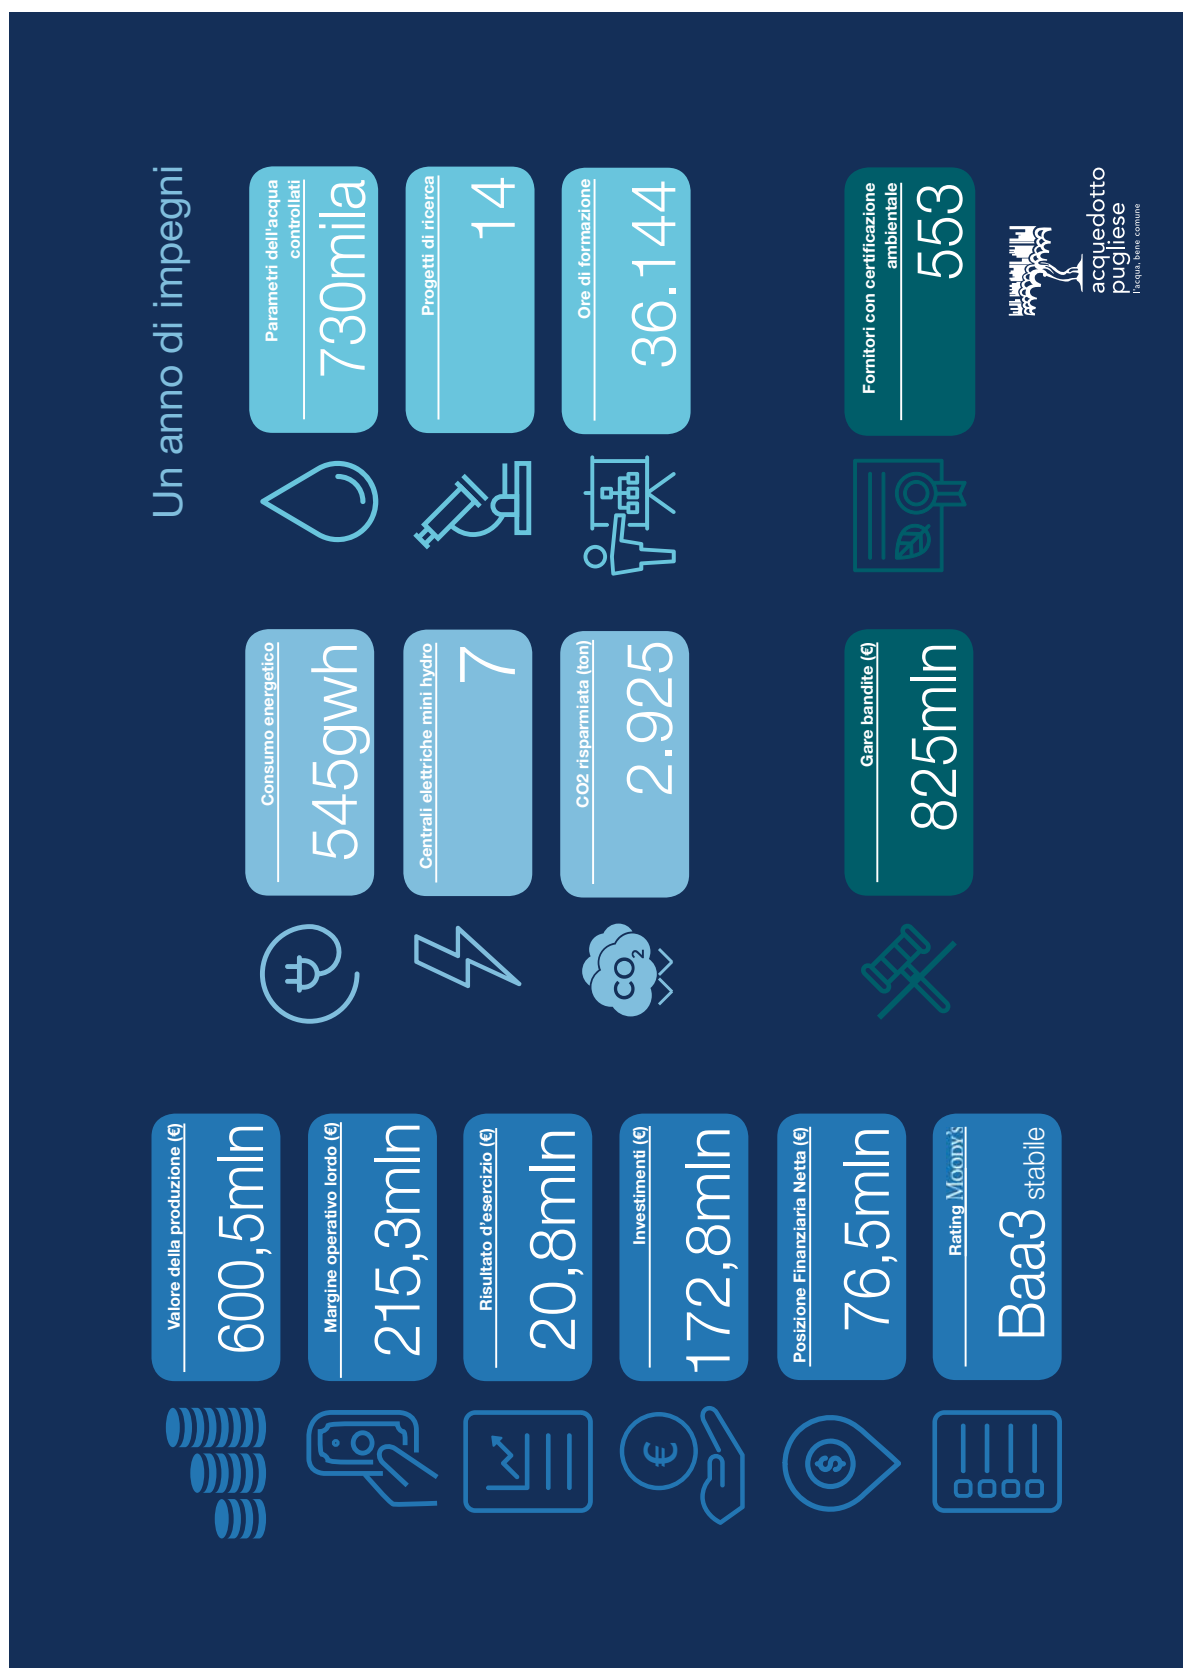 Un anno di impegni
Valore della produzione (€)
600,5mln
Margine operativo lordo (€)
215,3mln
Risultato d'esercizio (€)
20,8mln
Investimenti (€)
172,8mln
Posizione Finanziaria Netta (€)
76,5mln
Rating MOODY'S
Baa3 stabile
Consumo energetico
545gwh
Centrali elettriche mini hydro
7
CO2
CO2 risparmiata (ton)
2.925
Gare bandite (€)
825mln
Parametri dell'acqua
controllati
730mila
Progetti di ricerca
14
Ore di formazione
36.144
Fornitori con certificazione
ambientale
553
acquedotto
pugliese
l'acqua, bene comune